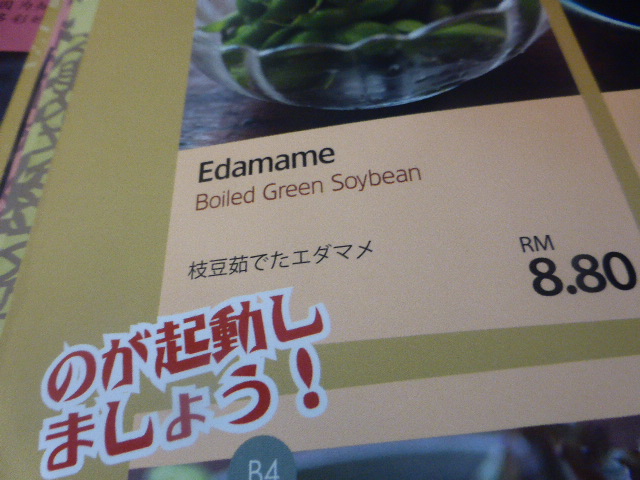 Edamame
Boiled Green Soybean
枝豆茹でたエダマメ
RM
8.80
のが起動し
ましょう!
B4